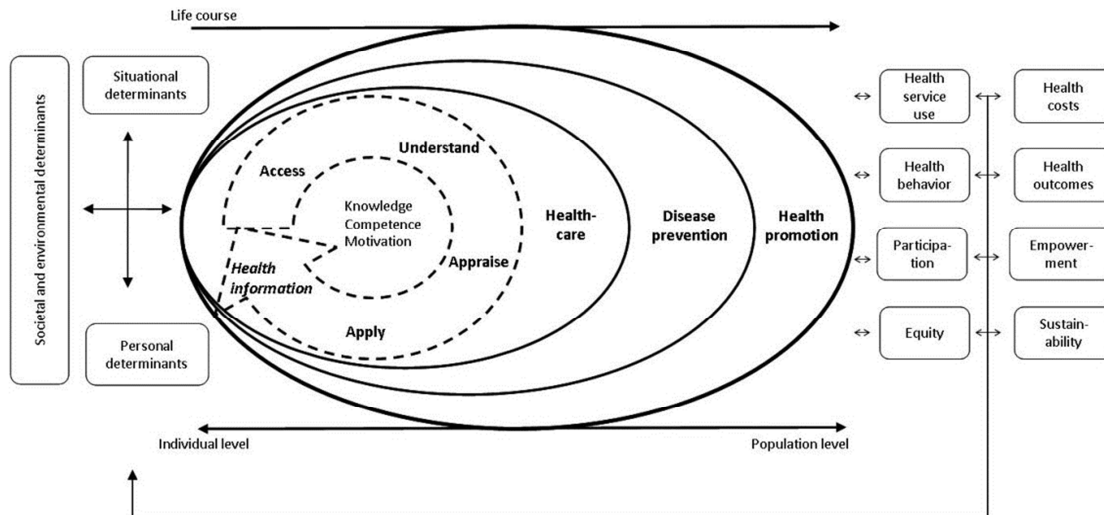 Life course
Societal and environmental determinants
Situational
determinants
Personal
determinants
Access
Understand
Knowledge
Competence
Motivation
Appraise
Health
information
Apply
Health-
care
Disease
prevention
Health
promotion
Individual level
Population level
Health
service
use
Health
costs
Health
behavior
Health
outcomes
Participa-
tion
Empower-
ment
Equity
Sustain-
ability